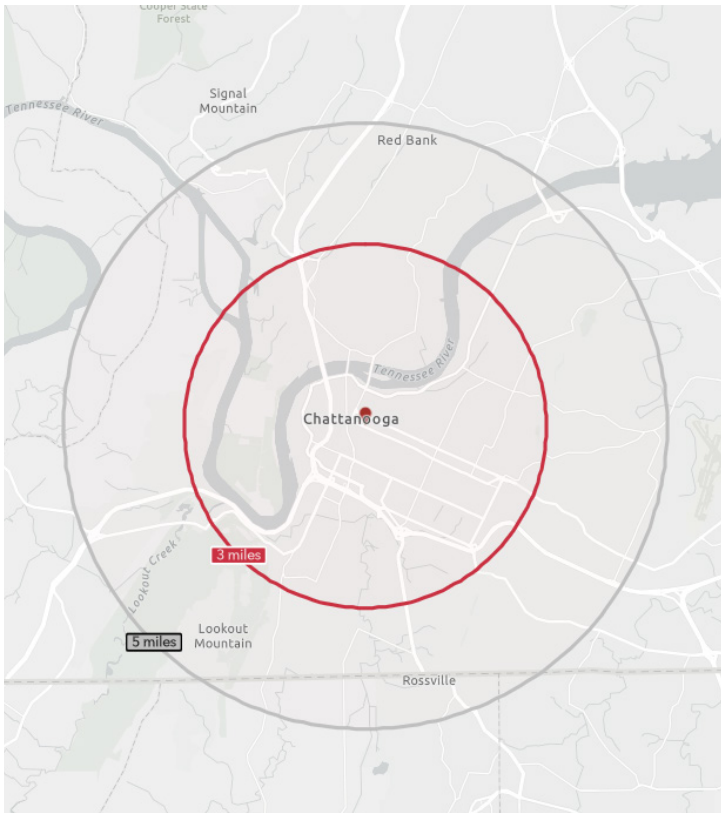 Cooper State
Forest
Signal
Mountain
Tennessee River
Red Bank
Tennessee River
Chattanooga
3 miles
Lookout Creek
Lookout
Mountain
5 miles
Rossville